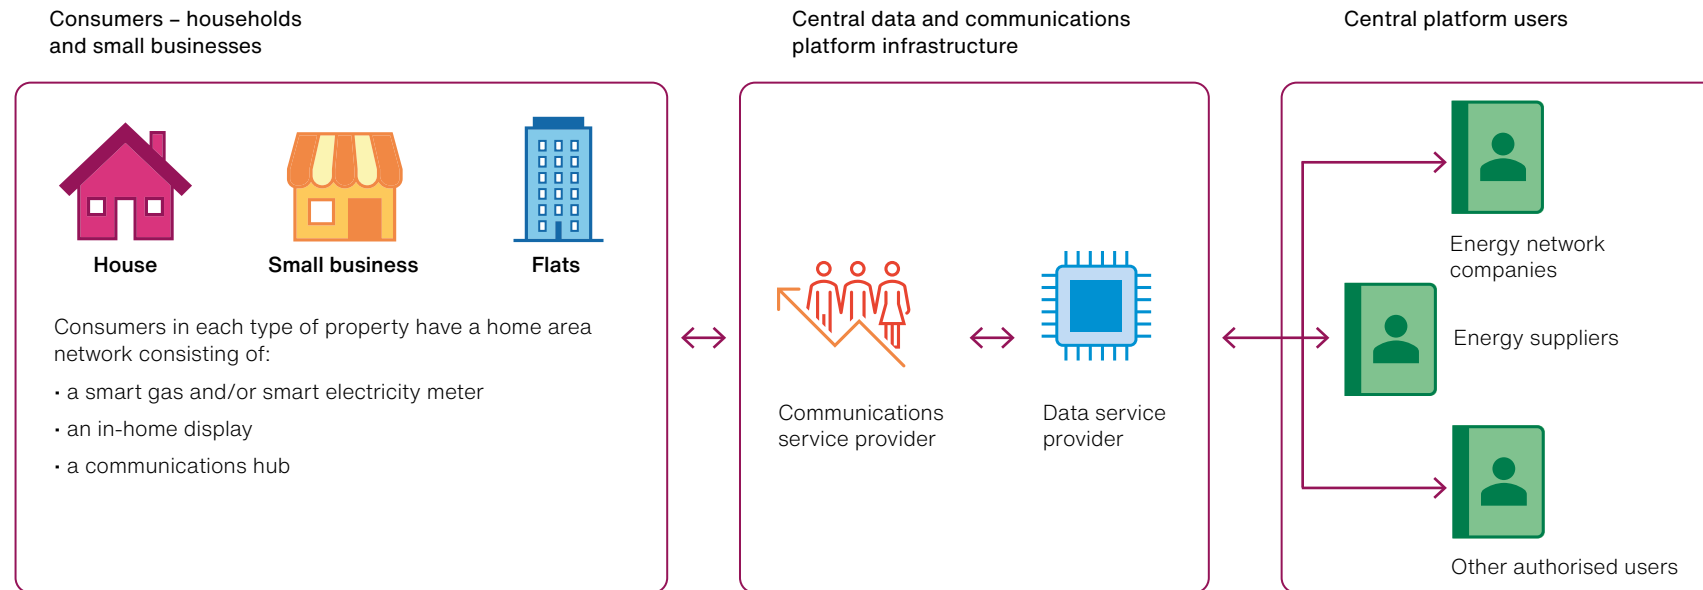 Consumers – households
and small businesses
House
Small business
Flats
Consumers in each type of property have a home area
network consisting of:
· a smart gas and/or smart electricity meter
· an in-home display
· a communications hub
Central data and communications
platform infrastructure
Communications
service provider
Data service
provider
Central platform users
Energy network
companies
Energy suppliers
Other authorised users